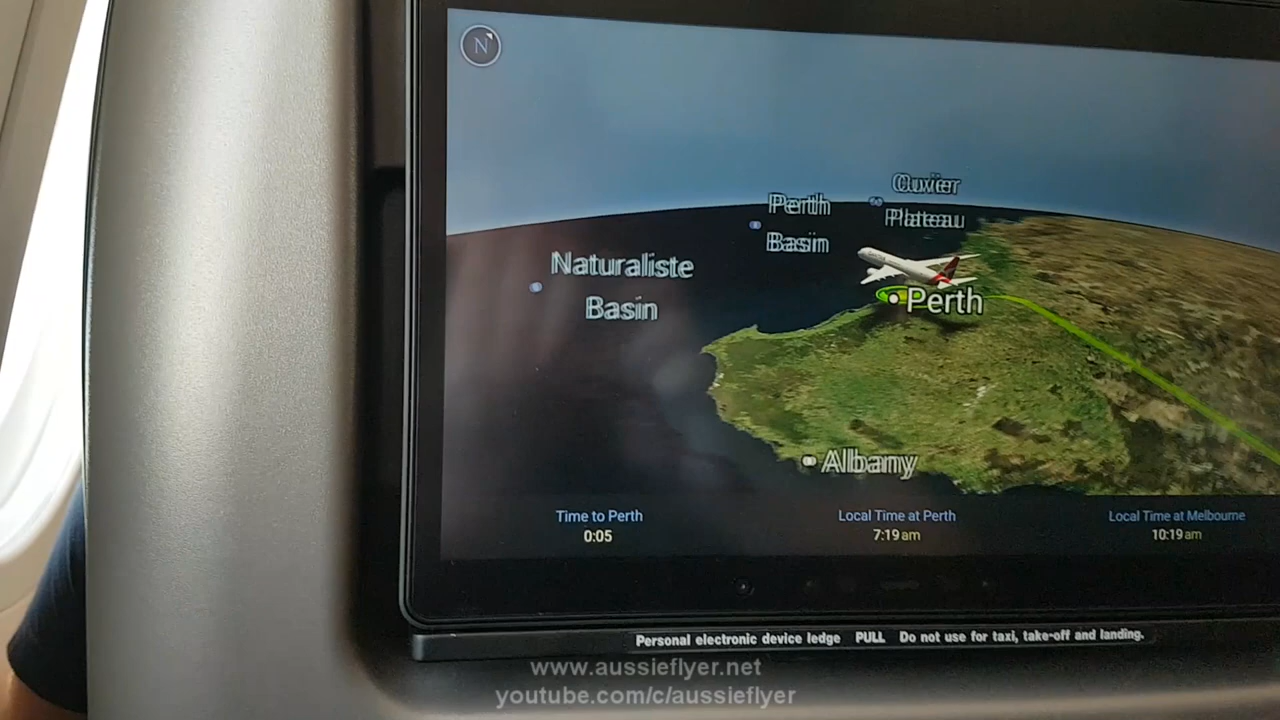 N
Cuvier
Plateau
Perth
Basin
Naturaliste
Basin
Perth
Albany
Time to Perth
0:05
Local Time at Perth
7:19 am
Local Time at Melbourne
10:19 am
Personal electronic device ledge PULL Do not use for taxi, take-off and landing.
www.aussieflyer.net
youtube.com/c/aussieflyer